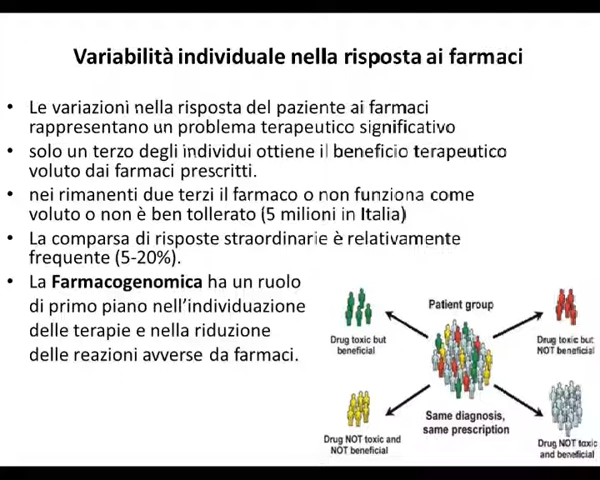 Variabilità individuale nella risposta ai farmaci
• Le variazioni nella risposta del paziente ai farmaci
rappresentano un problema terapeutico significativo
• solo un terzo degli individui ottiene il beneficio terapeutico
voluto dai farmaci prescritti.
• nei rimanenti due terzi il farmaco o non funziona come
voluto o non è ben tollerato (5 milioni in Italia)
• La comparsa di risposte straordinarie è relativamente
frequente (5-20%).
• La Farmacogenomica ha un ruolo
di primo piano nell'individuazione
delle terapie e nella riduzione
delle reazioni avverse da farmaci.
Patient group
Drug toxic but
beneficial
Drug toxic but
NOT beneficial
Same diagnosis,
same prescription
Drug NOT toxic and
NOT beneficial
Drug NOT toxic
and beneficial